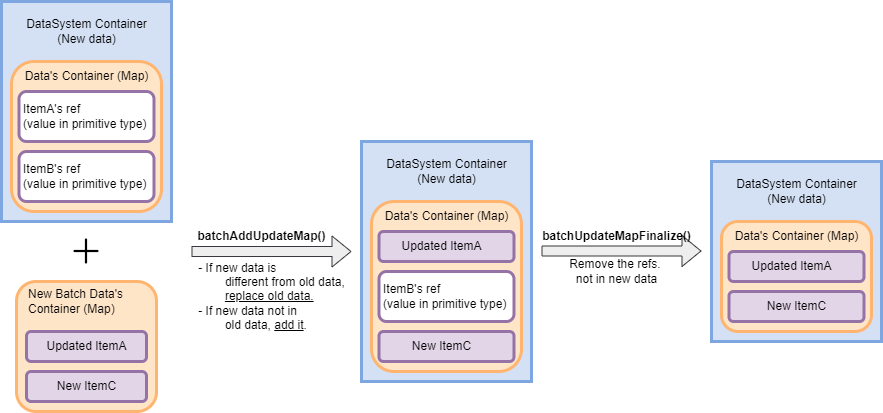 DataSystem Container
(New data)
Data's Container (Map)
ItemA's ref
(value in primitive type)
ItemB's ref
(value in primitive type)
New Batch Data's
Container (Map)
Updated ItemA
New ItemC
batchAddUpdateMap()
- If new data is
different from old data,
replace old data.
- If new data not in
old data, add it.
DataSystem Container
(New data)
Data's Container (Map)
Updated ItemA
ItemB's ref
(value in primitive type)
New ItemC
batchUpdateMapFinalize()
Remove the refs.
not in new data
DataSystem Container
(New data)
Data's Container (Map)
Updated ItemA
New ItemC